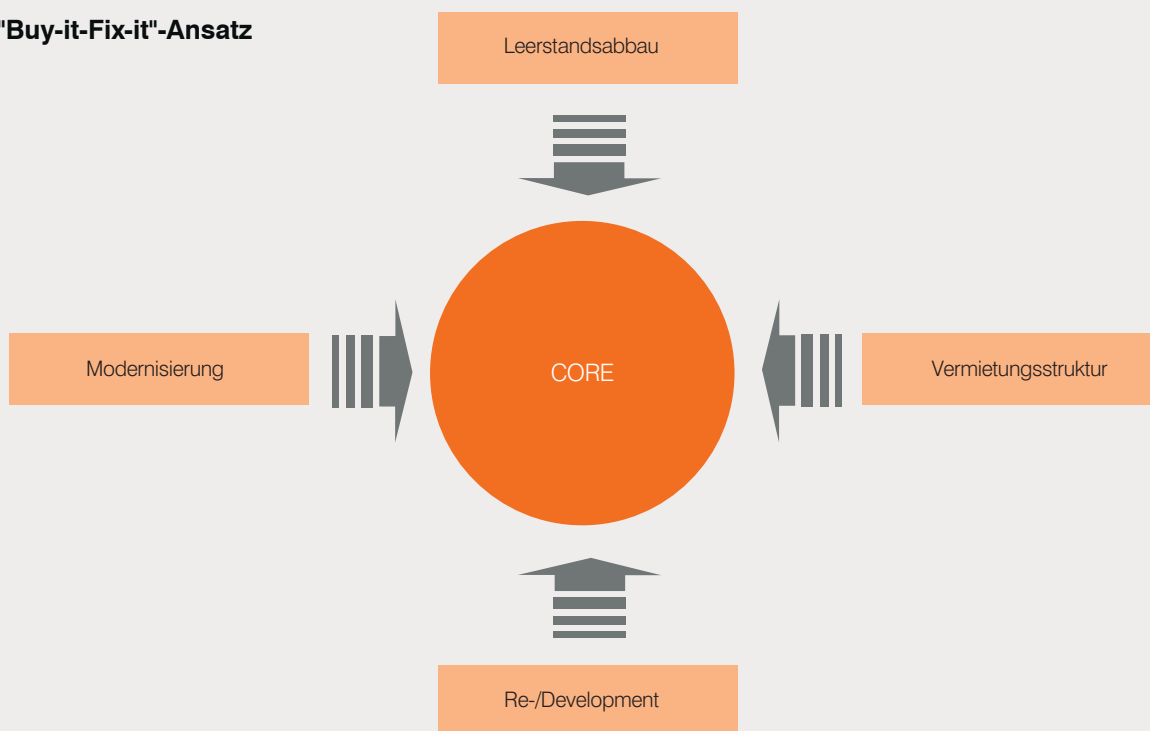 "Buy-it-Fix-it"-Ansatz
Leerstandsabbau
Modernisierung
CORE
Vermietungsstruktur
Re-/Development